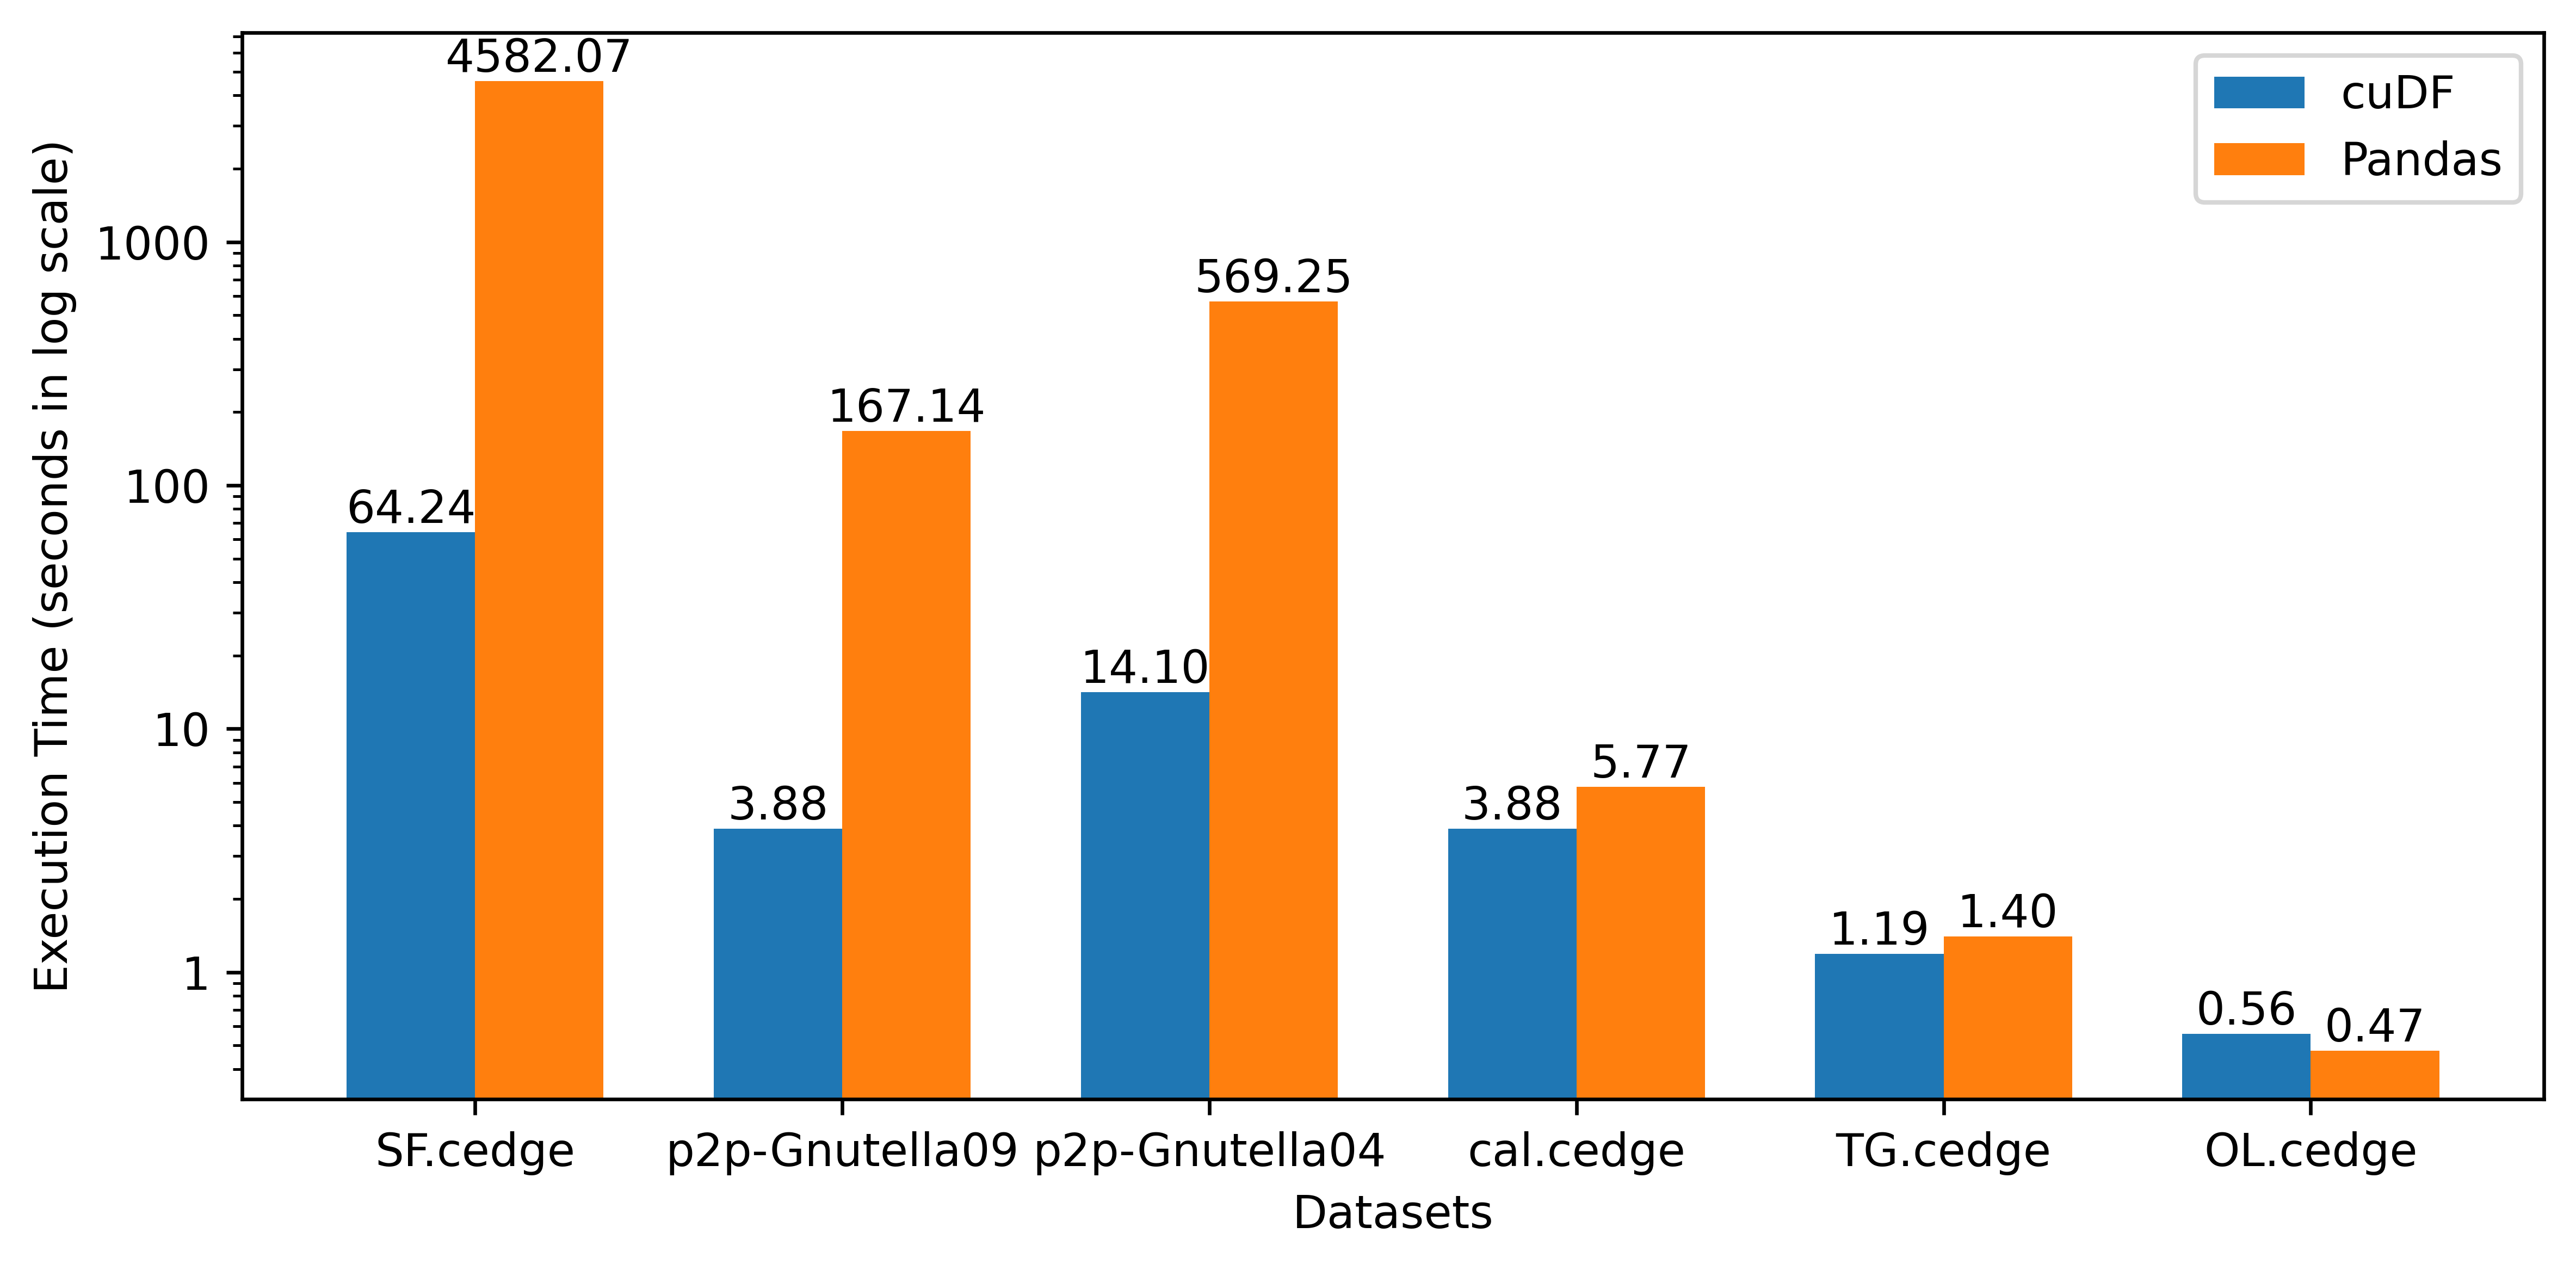 Execution Time (seconds in log scale)
1000
100
10
1
4582.07
64.24
167.14
3.88
569.25
14.10
3.88
5.77
1.19
1.40
0.56
0.47
cuDF
Pandas
SF.cedge
p2p-Gnutella09
p2p-Gnutella04
cal.cedge
TG.cedge
OL.cedge
Datasets